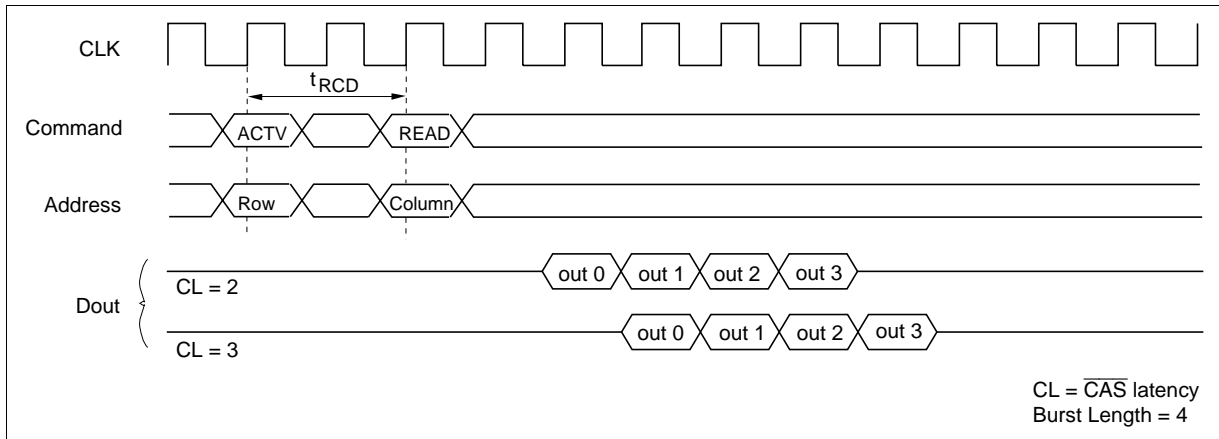 CLK
t RCD
Command
ACTV
READ
Address
Row
Column
Dout
CL = 2
out 0 out 1 out 2 out 3
CL = 3
out 0 out 1 out 2 out 3
CL = CAS latency
Burst Length = 4